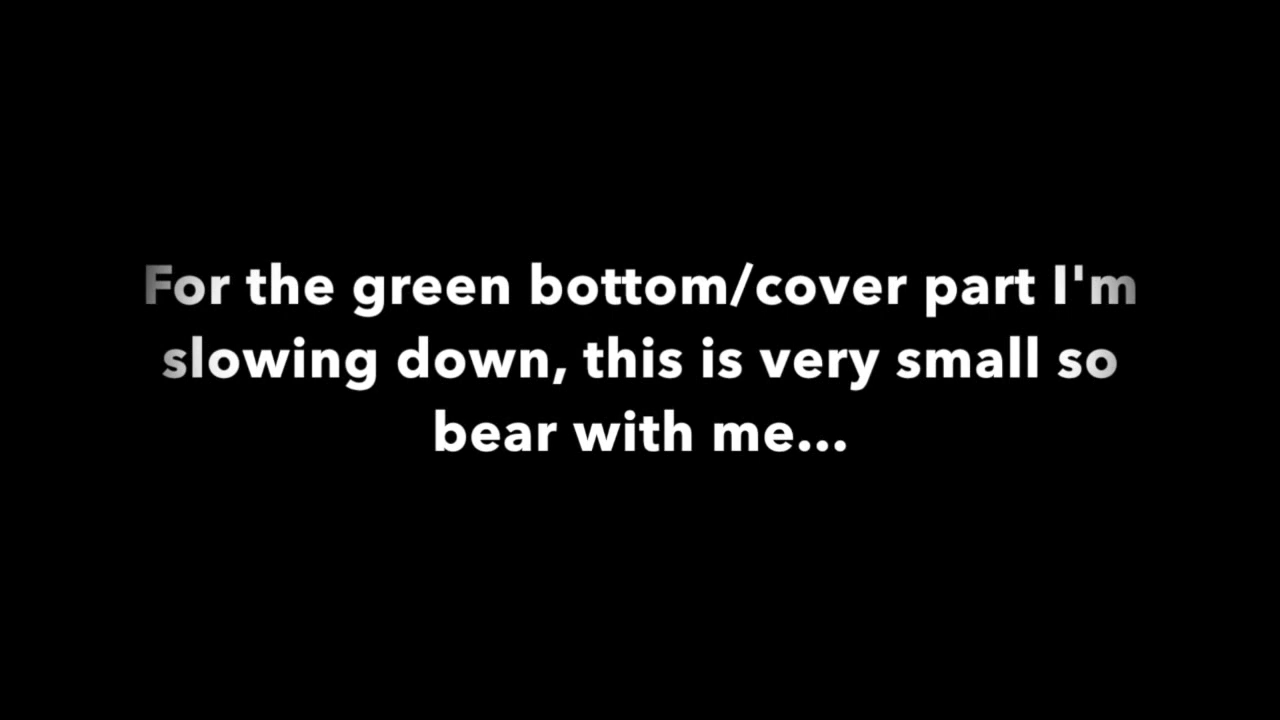 For the green bottom/cover part I'm
slowing down, this is very small so
bear with me...